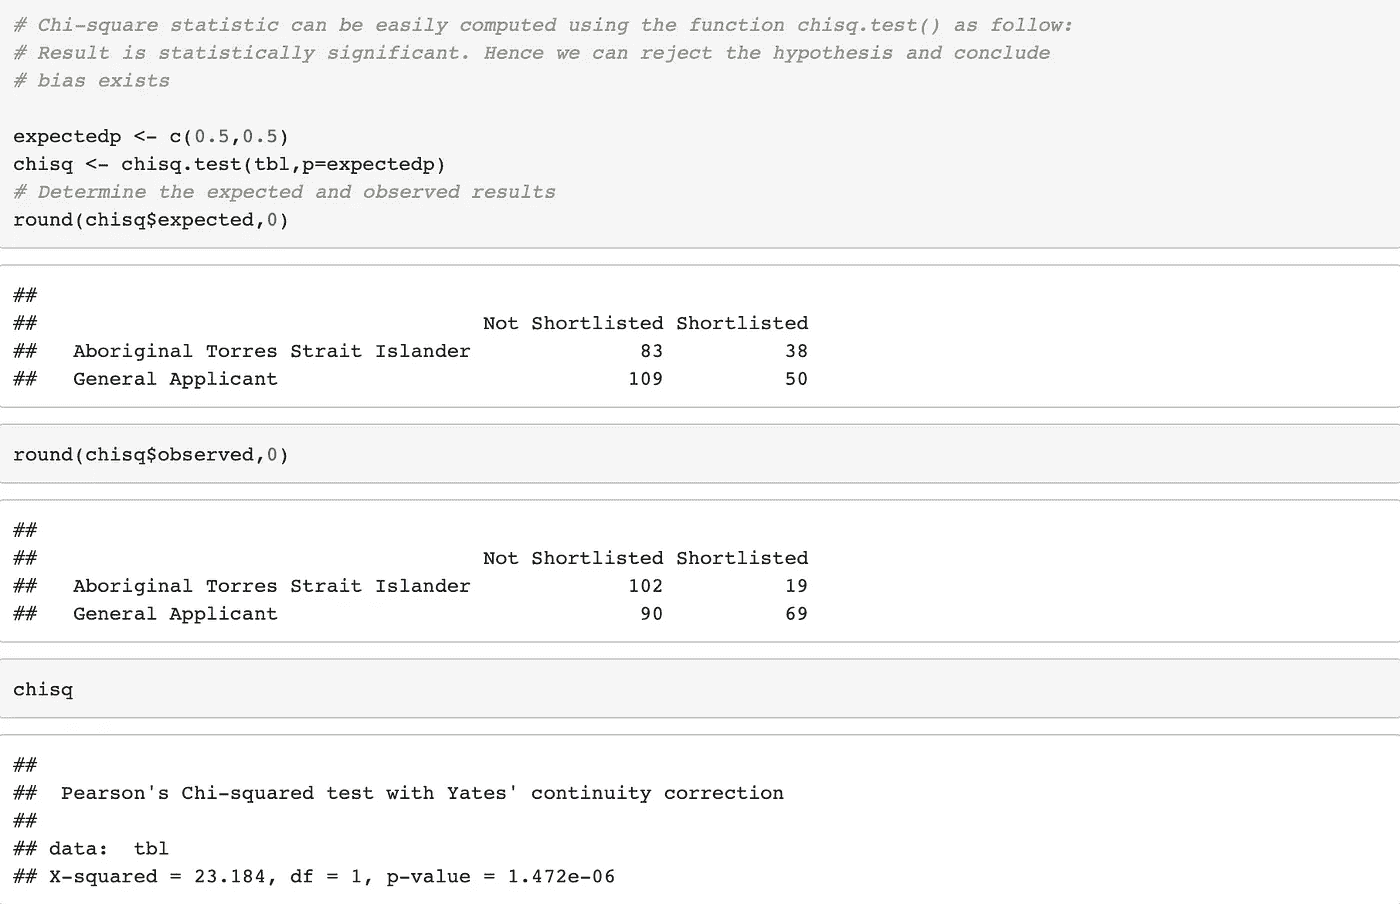 # Chi-square statistic can be easily computed using the function chisq.test() as follow:
# Result is statistically significant. Hence we can reject the hypothesis and conclude
# bias exists
expectedp <- c(0.5,0.5)
chisq <- chisq.test(tbl,p=expectedp)
# Determine the expected and observed results
round(chisq$expected,0)
##
## Not Shortlisted Shortlisted
## Aboriginal Torres Strait Islander 83 38
## General Applicant 109 50
round(chisq$observed,0)
##
## Not Shortlisted Shortlisted
## Aboriginal Torres Strait Islander 102 19
## General Applicant 90 69
chisq
##
## Pearson's Chi-squared test with Yates' continuity correction
##
## data: tbl
## X-squared = 23.184, df = 1, p-value = 1.472e-06